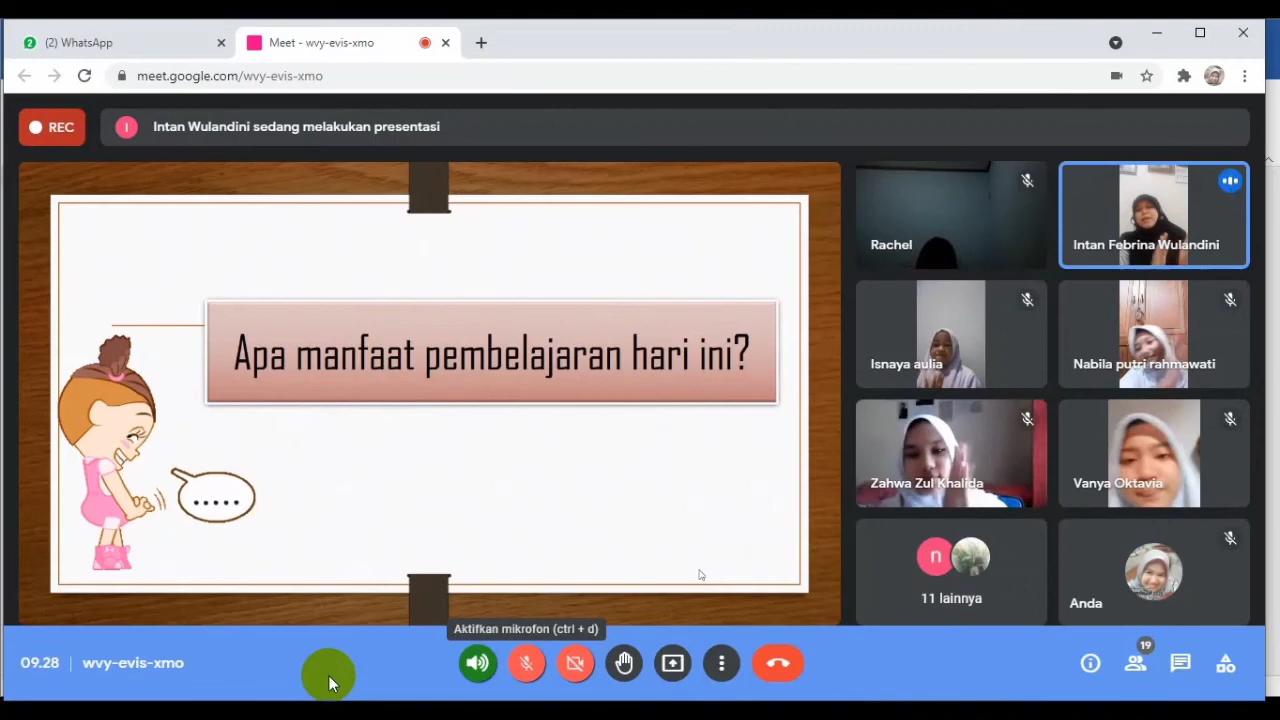 (2) WhatsApp
Meet - wvy-evis-xmo
meet.google.com/wvy-evis-xmo
REC
I
Intan Wulandini sedang melakukan presentasi
Apa manfaat pembelajaran hari ini?
.....
Rachel
Intan Febrina Wulandini
Isnaya aulia
Nabila putri rahmawati
Zahwa Zul Khalida
Vanya Oktavia
n
11 lainnya
Anda
Aktifkan mikrofon (ctrl + d)
09.28
wvy-evis-xmo
19